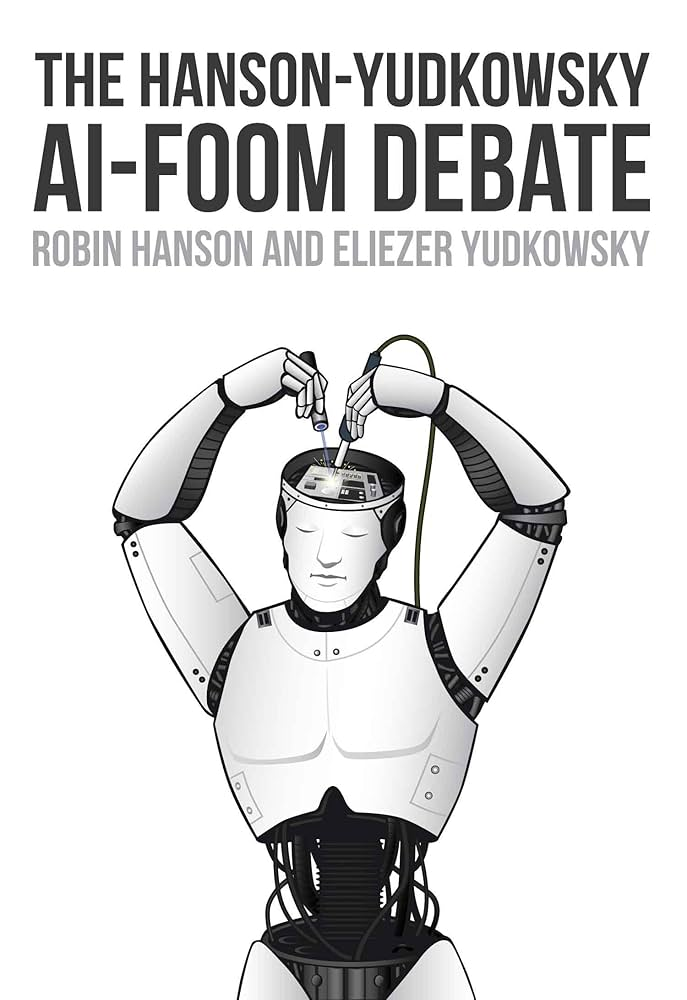 THE HANSON-YUDKOWSKY
AI-FOOM DEBATE
ROBIN HANSON AND ELIEZER YUDKOWSKY